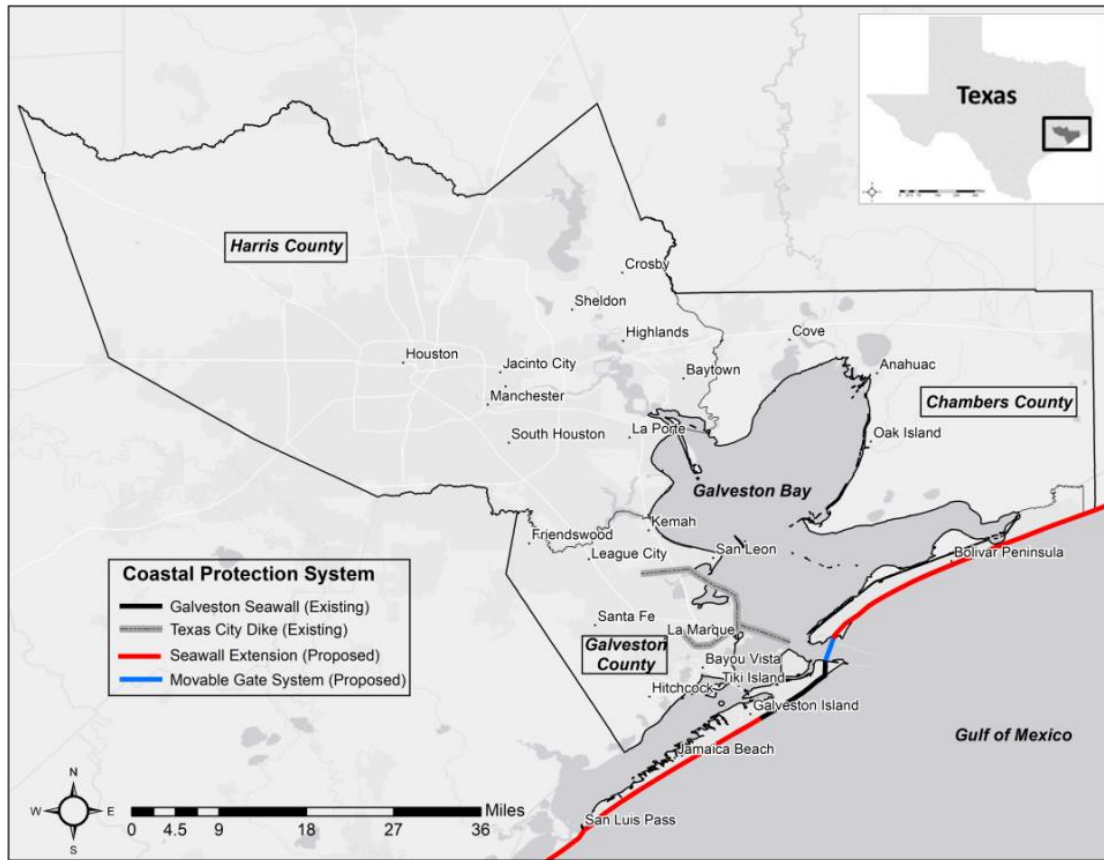 Texas
Harris County
Crosby
Sheldon
Highlands
Cove
Houston
Jacinto City
Baytown
Anahuac
Manchester
Chambers County
South Houston
La Porte
Oak Island
Galveston Bay
Kemah
Friendswood
San Leon
League City
Bolivar Peninsula
Coastal Protection System
Galveston Seawall (Existing)
Texas City Dike (Existing)
Seawall Extension (Proposed)
Movable Gate System (Proposed)
Santa Fe
La Marque
Galveston
County
Bayou Vista
Tiki Island
Hitchcock
Galveston Island
Jamaica Beach
Gulf of Mexico
San Luis Pass
N
W E
S
Miles
0 4.5 9 18 27 36